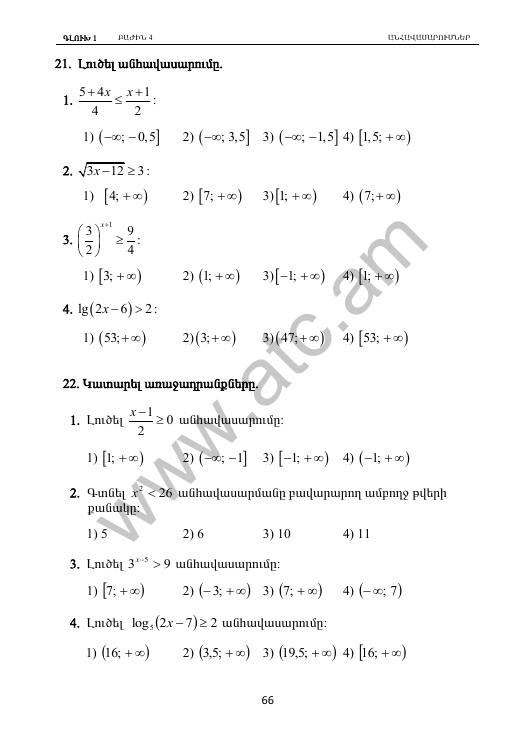 ԳԼՈՒԽ 1 ԲԱԺԻՆ 4 ԱՆՀԱՎԱՍԱՐՈՒՄՆԵՐ
21. Լուծել անհավասարումը.
1. (5+4x)/4 ≤ (x+1)/2 :
1) (−∞; −0,5] 2) (−∞; 3,5] 3) (−∞; −1,5] 4) [1,5; +∞)
2. √(3x−12) ≥ 3 :
1) [4; +∞) 2) [7; +∞) 3) [1; +∞) 4) (7; +∞)
3. (3/2)^(x+1) ≥ 9/4 :
1) [3; +∞) 2) (1; +∞) 3) [−1; +∞) 4) [1; +∞)
4. lg(2x−6) > 2 :
1) (53; +∞) 2) (3; +∞) 3) (47; +∞) 4) [53; +∞)
22. Կատարել առաջադրանքները.
1. Լուծել (x−1)/2 ≥ 0 անհավասարումը:
1) [1; +∞) 2) (−∞; −1] 3) [−1; +∞) 4) (−1; +∞)
2. Գտնել x² < 26 անհավասարմանը բավարարող ամբողջ թվերի
քանակը:
1) 5 2) 6 3) 10 4) 11
3. Լուծել 3^(x−5) > 9 անհավասարումը:
1) [7; +∞) 2) (−3; +∞) 3) (7; +∞) 4) (−∞; 7)
4. Լուծել log₅(2x−7) ≥ 2 անհավասարումը:
1) (16; +∞) 2) (3,5; +∞) 3) (19,5; +∞) 4) [16; +∞)
www.atc.am
66